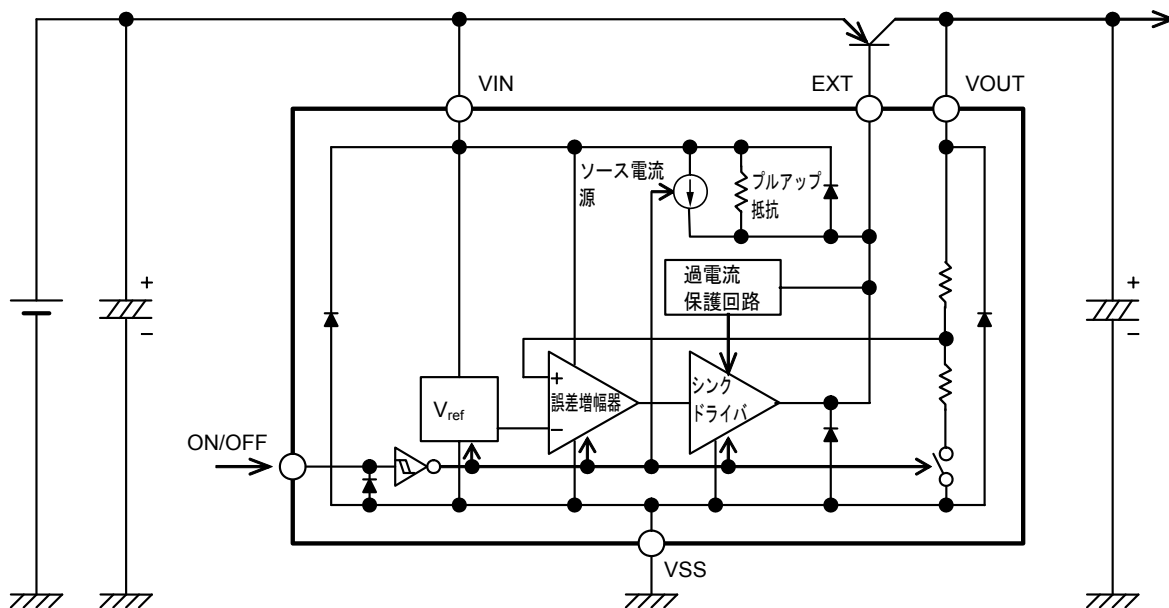 VIN
EXT
VOUT
ソース電流
源
プルアップ
抵抗
過電流
保護回路
+
−
+
−
+
−
Vref
誤差増幅器
シンク
ドライバ
ON/OFF
VSS